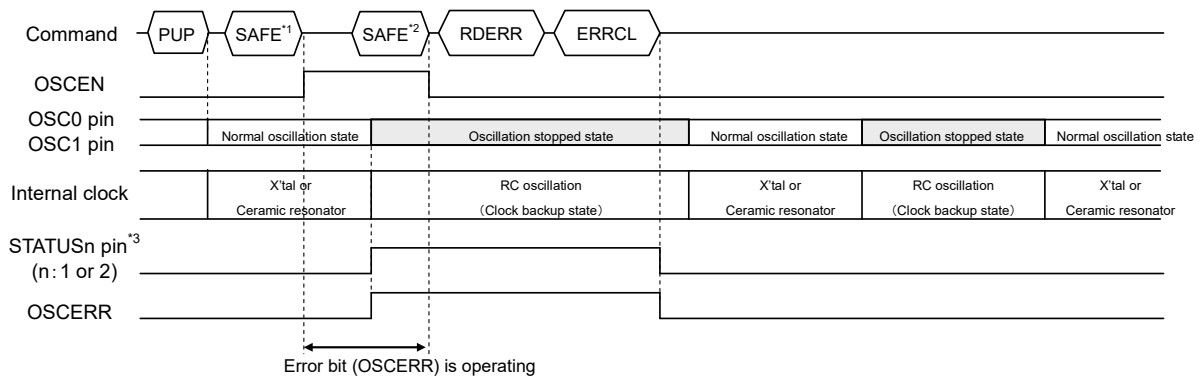 Command PUP SAFE*1 SAFE*2 RDERR ERRCL
OSCEN
OSC0 pin
OSC1 pin
Normal oscillation state Oscillation stopped state Normal oscillation state Oscillation stopped state Normal oscillation state
Internal clock
X'tal or RC oscillation X'tal or RC oscillation X'tal or
Ceramic resonator (Clock backup state) Ceramic resonator (Clock backup state) Ceramic resonator
STATUSn pin*3
(n:1 or 2)
OSCERR
Error bit (OSCERR) is operating